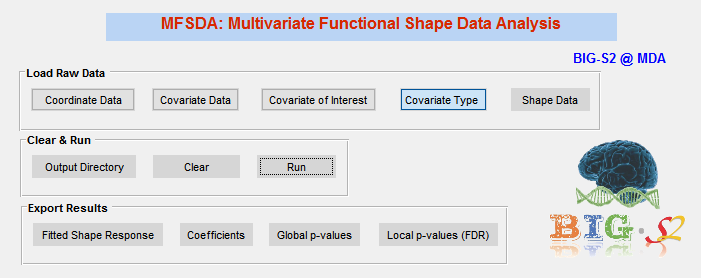 MFSDA: Multivariate Functional Shape Data Analysis
BIG-S2 @ MDA
Load Raw Data
Coordinate Data Covariate Data Covariate of Interest Covariate Type Shape Data
Clear & Run
Output Directory Clear Run
Export Results
Fitted Shape Response Coefficients Global p-values Local p-values (FDR)
BIG·S2